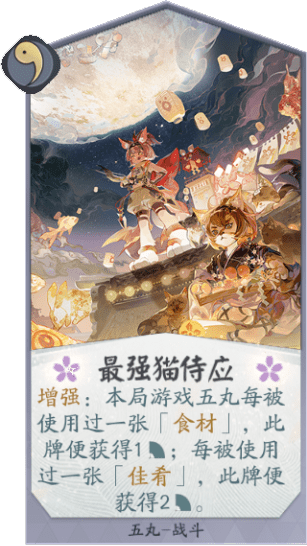 最强猫侍应
增强：本局游戏五丸每被
使用过一张「食材」，此
牌便获得1；每被使用
过一张「佳肴」，此牌便
获得2。
五丸-战斗